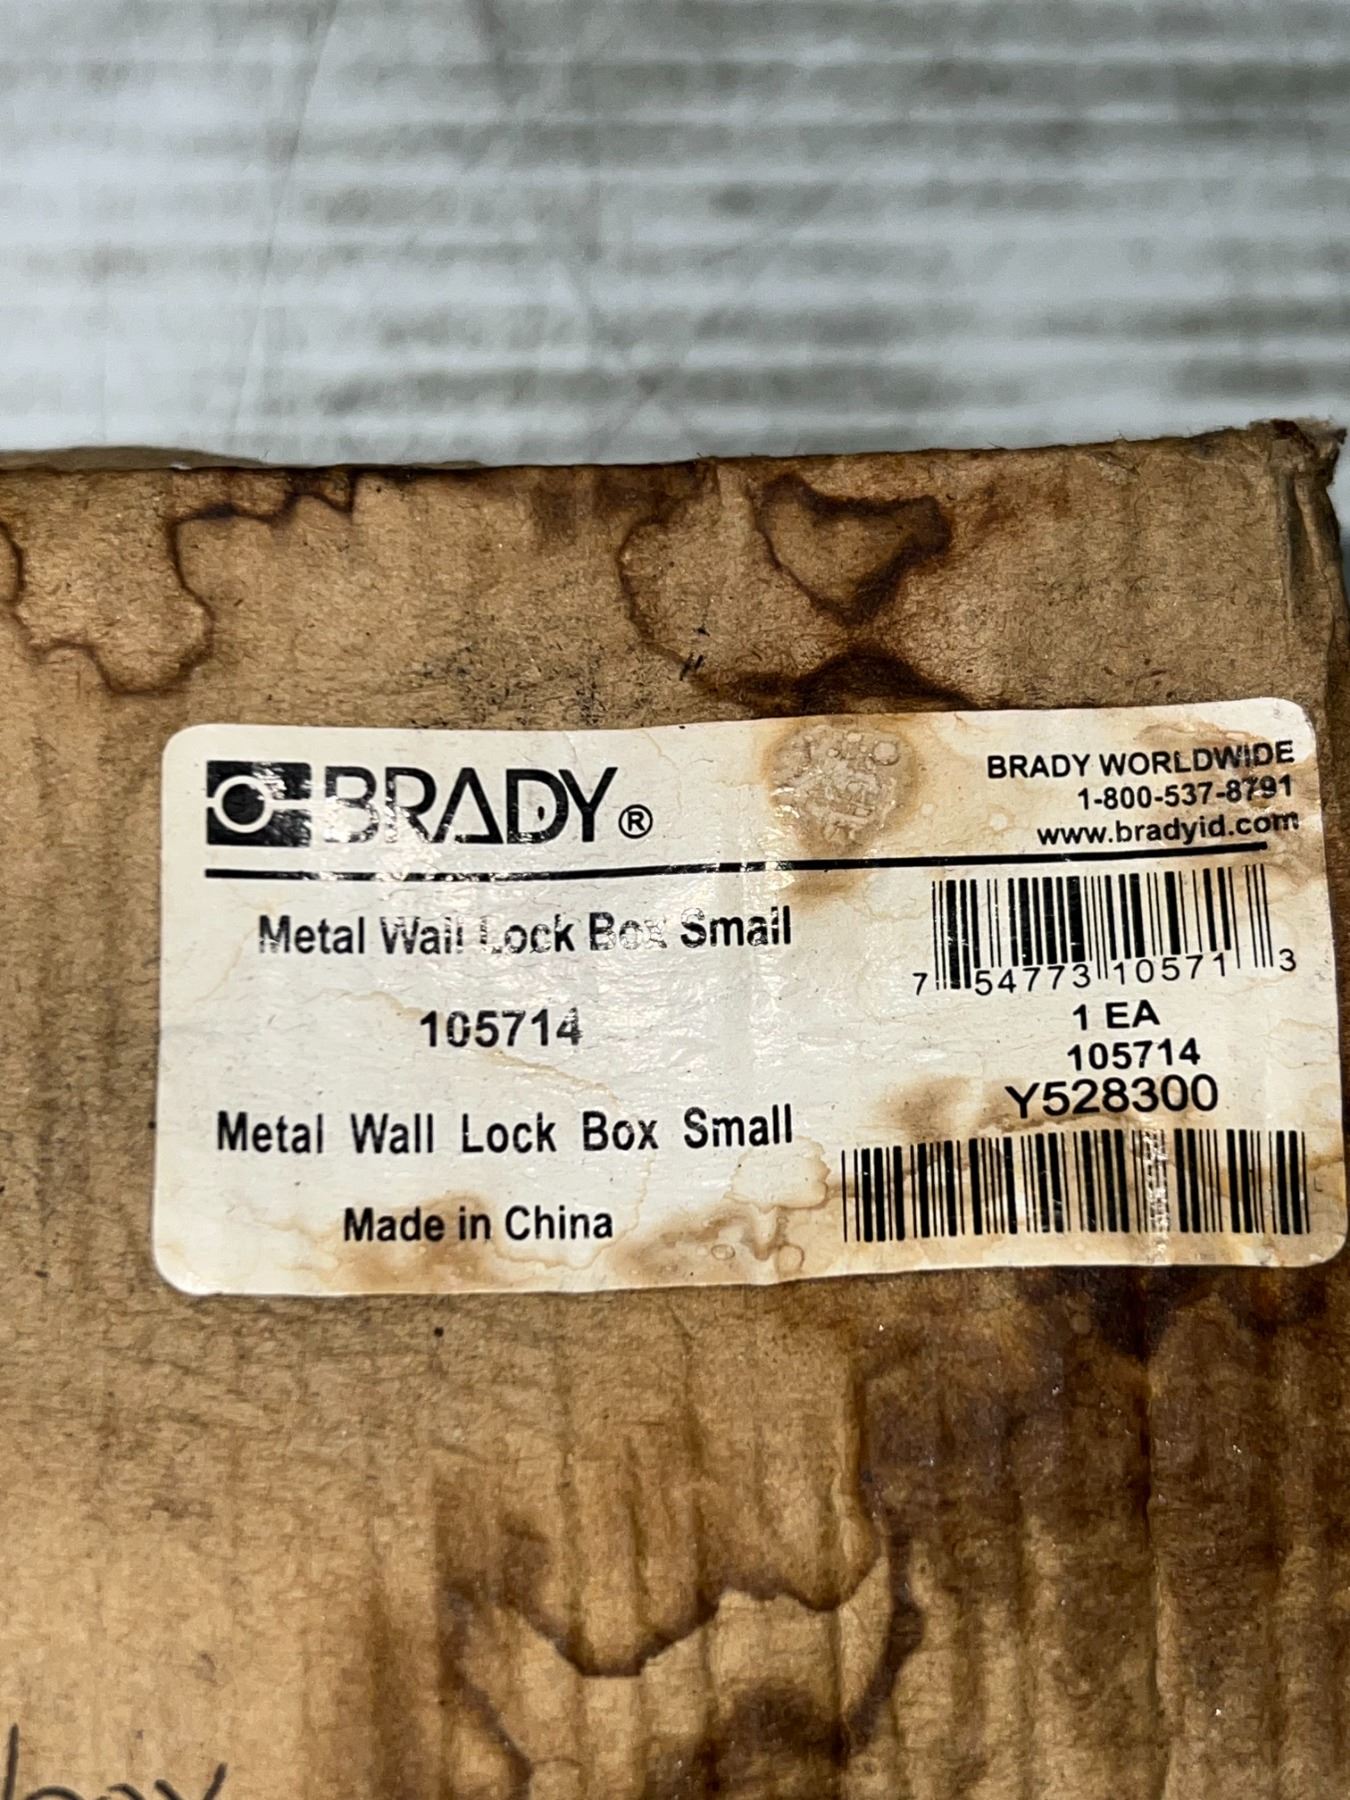 BRADY®
BRADY WORLDWIDE
1-800-537-8791
www.bradyid.com
Metal Wall Lock Box Small
105714
Metal Wall Lock Box Small
Made in China
7 54773 10571 3
1 EA
105714
Y528300